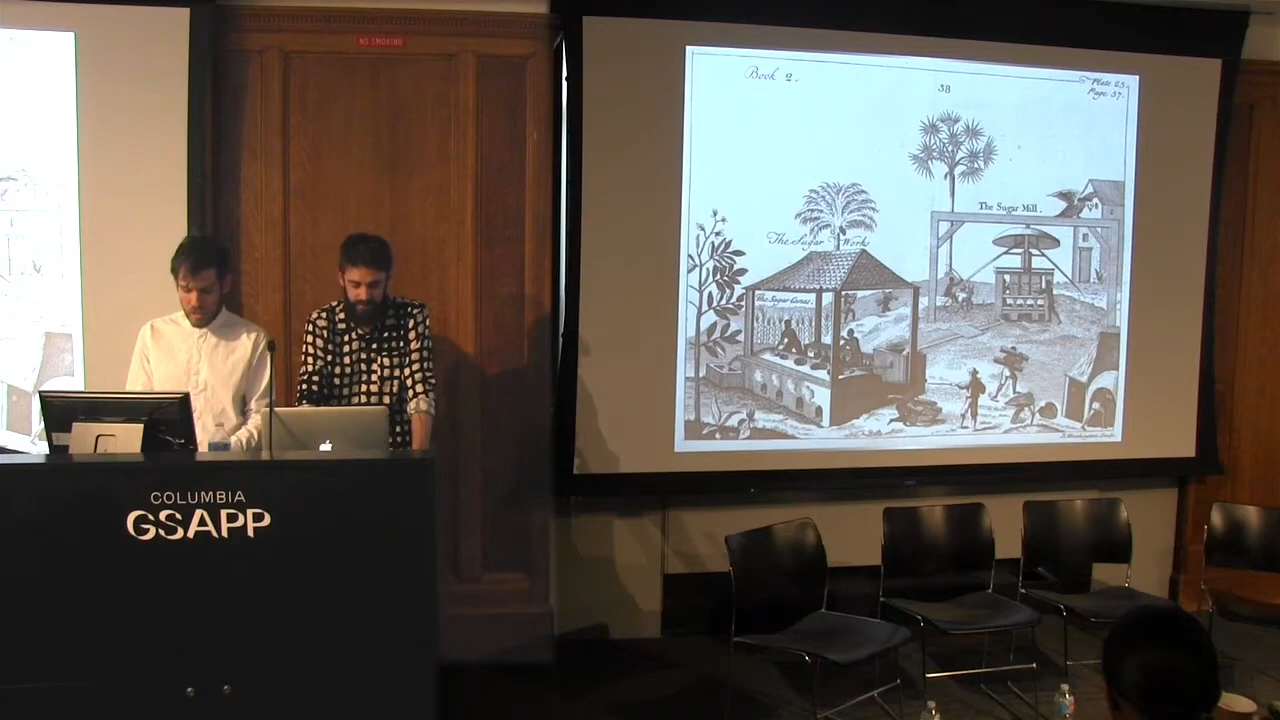 NO SMOKING
Book 2.
38
Plate 23.
Page 37.
The Sugar Mill.
The Sugar Work
The Sugar Canes.
COLUMBIA
GSAPP